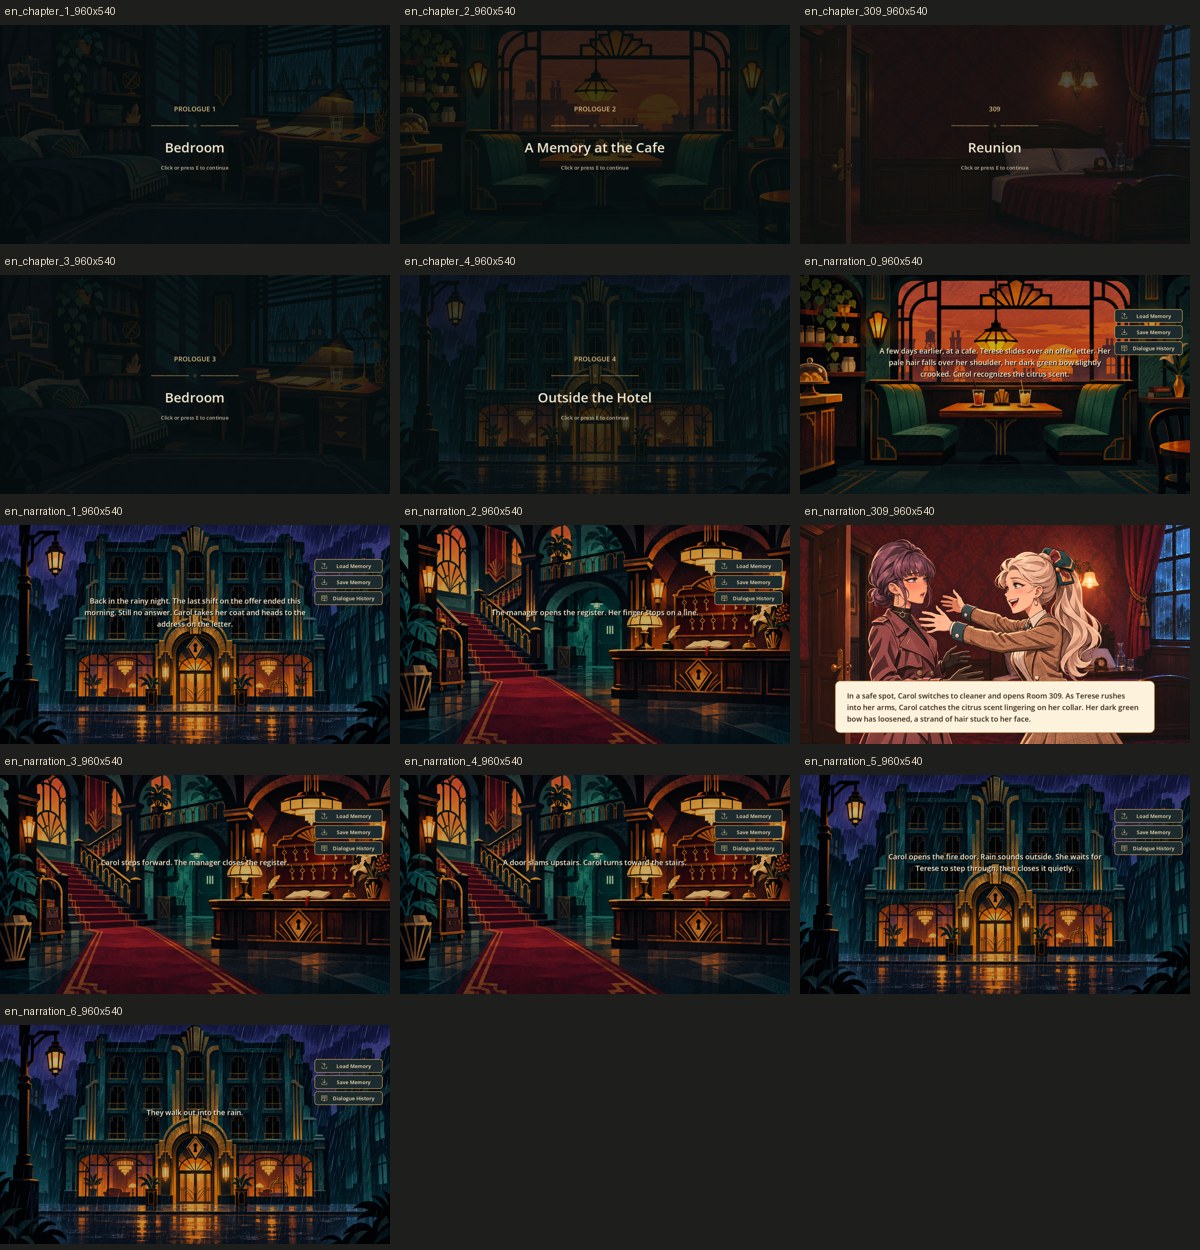 en_chapter_1_960x540
PROLOGUE 1
Bedroom
Click or press E to continue
en_chapter_2_960x540
PROLOGUE 2
A Memory at the Cafe
Click or press E to continue
en_chapter_309_960x540
309
Reunion
Click or press E to continue
en_chapter_3_960x540
PROLOGUE 3
Bedroom
Click or press E to continue
en_chapter_4_960x540
PROLOGUE 4
Outside the Hotel
Click or press E to continue
en_narration_0_960x540
Load Memory
Save Memory
Dialogue History
A few days earlier, at a cafe. Terese slides over an offer letter. Her
pale hair falls over her shoulder, her dark green bow slightly
crooked. Carol recognizes the citrus scent.
en_narration_1_960x540
Load Memory
Save Memory
Dialogue History
Back in the rainy night. The last shift on the offer ended this
morning. Still no answer. Carol takes her coat and heads to the
address on the letter.
en_narration_2_960x540
Load Memory
Save Memory
Dialogue History
The manager opens the register. Her finger stops on a line.
en_narration_309_960x540
In a safe spot, Carol switches to cleaner and opens Room 309. As Terese rushes
into her arms, Carol catches the citrus scent lingering on her collar. Her dark green
bow has loosened, a strand of hair stuck to her face.
en_narration_3_960x540
Load Memory
Save Memory
Dialogue History
Carol steps forward. The manager closes the register.
en_narration_4_960x540
Load Memory
Save Memory
Dialogue History
A door slams upstairs. Carol turns toward the stairs.
en_narration_5_960x540
Load Memory
Save Memory
Dialogue History
Carol opens the fire door. Rain sounds outside. She waits for
Terese to step through, then closes it quietly.
en_narration_6_960x540
Load Memory
Save Memory
Dialogue History
They walk out into the rain.